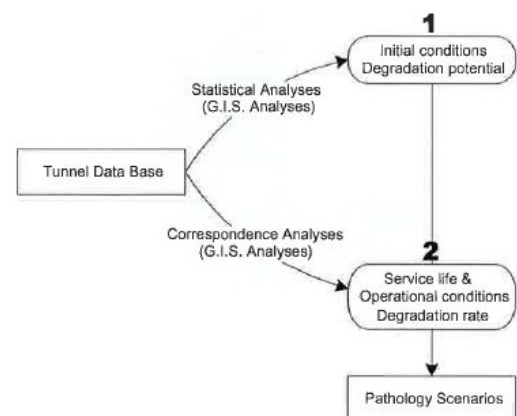 1
Initial conditions
Degradation potential
Statistical Analyses
(G.I.S. Analyses)
Tunnel Data Base
Correspondence Analyses
(G.I.S. Analyses)
2
Service life &
Operational conditions
Degradation rate
Pathology Scenarios